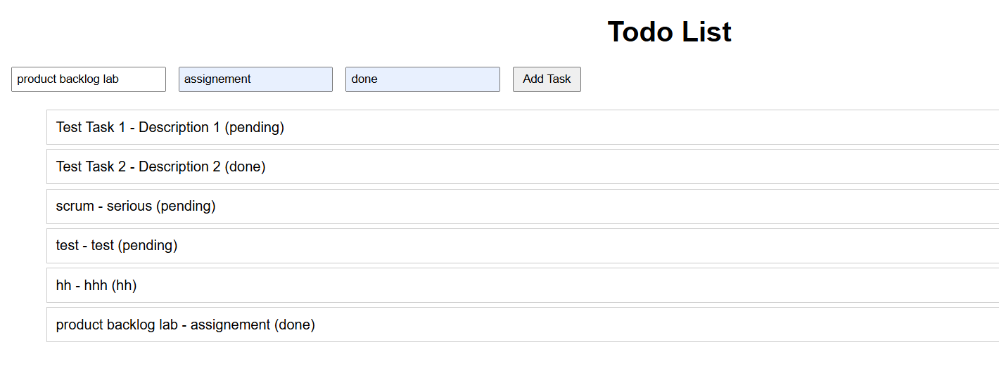 Todo List
product backlog lab assignement done Add Task
Test Task 1 - Description 1 (pending)
Test Task 2 - Description 2 (done)
scrum - serious (pending)
test - test (pending)
hh - hhh (hh)
product backlog lab - assignement (done)